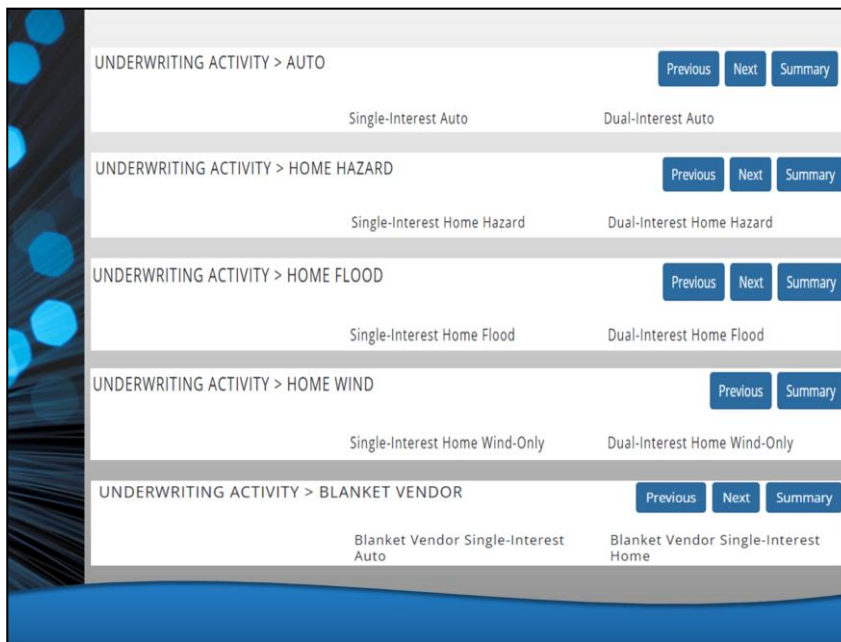 UNDERWRITING ACTIVITY > AUTO
Previous Next Summary
Single-Interest Auto Dual-Interest Auto
UNDERWRITING ACTIVITY > HOME HAZARD
Previous Next Summary
Single-Interest Home Hazard Dual-Interest Home Hazard
UNDERWRITING ACTIVITY > HOME FLOOD
Previous Next Summary
Single-Interest Home Flood Dual-Interest Home Flood
UNDERWRITING ACTIVITY > HOME WIND
Previous Summary
Single-Interest Home Wind-Only Dual-Interest Home Wind-Only
UNDERWRITING ACTIVITY > BLANKET VENDOR
Previous Next Summary
Blanket Vendor Single-Interest Auto
Blanket Vendor Single-Interest Home